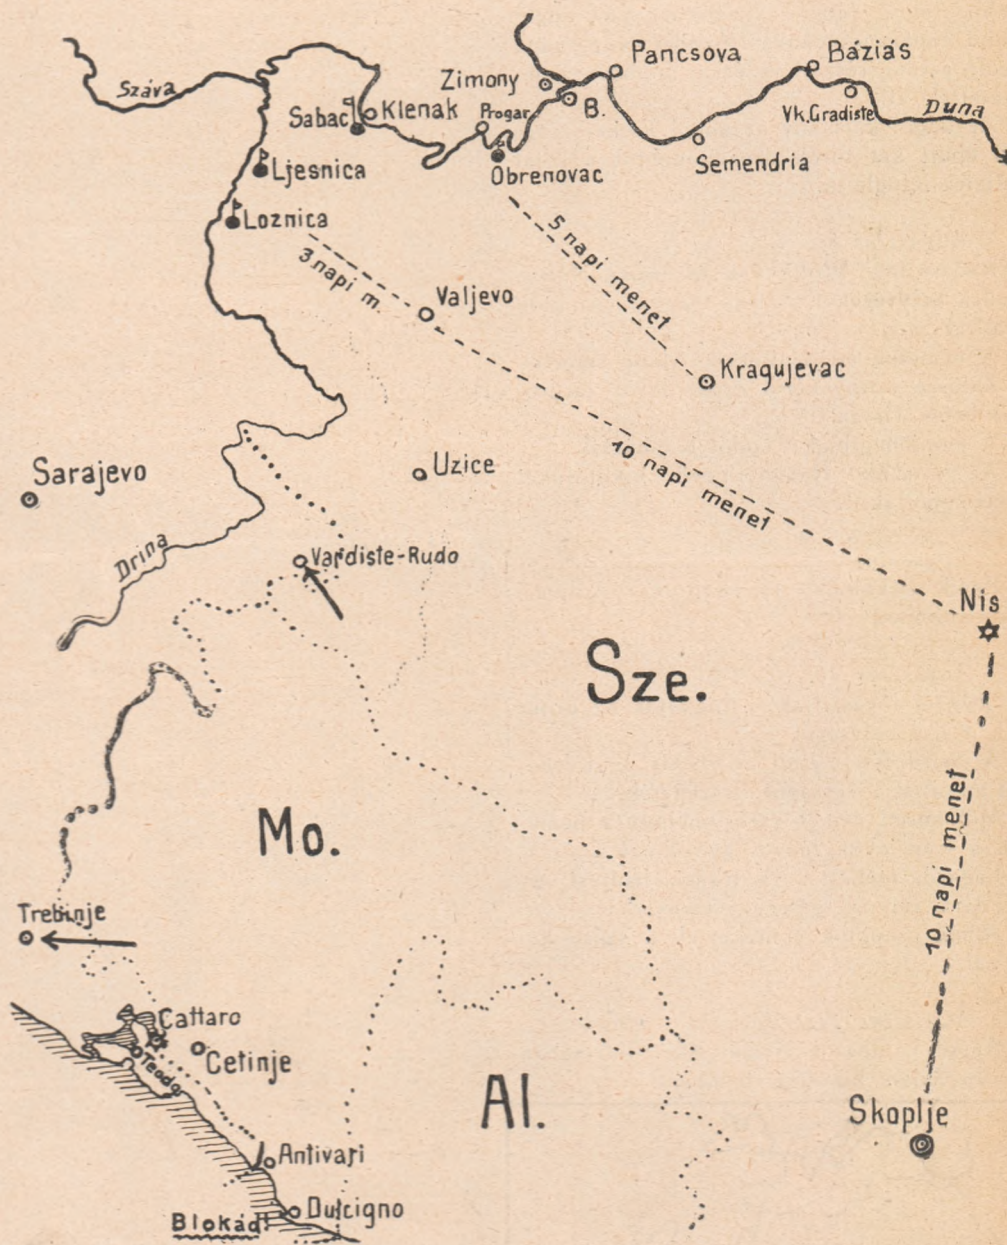 Száva
Zimony
Pancsova
Báziás
Sabac
Klenak
Progar
B.
Vk. Gradiste
Duna
Ljesnica
Obrenovac
Semendria
Loznica
3 napi m.
5 napi menet
Valjevo
Kragujevac
10 napi menet
Sarajevo
Uzice
Drina
Vardiste-Rudo
Nis
Sze.
Mo.
10 napi menet
Trebinje
Cattaro
Teodo
Cetinje
Al.
Skoplje
Antivari
Dulcigno
Blokád!